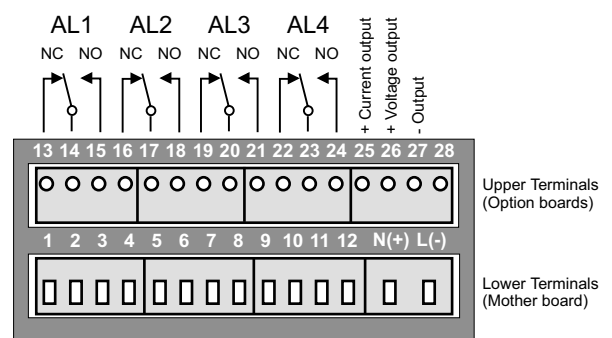 AL1 AL2 AL3 AL4
NC NO NC NO NC NO NC NO
+ Current output
+ Voltage output
- Output
13 14 15 16 17 18 19 20 21 22 23 24 25 26 27 28
Upper Terminals
(Option boards)
1 2 3 4 5 6 7 8 9 10 11 12 N(+) L(-)
Lower Terminals
(Mother board)